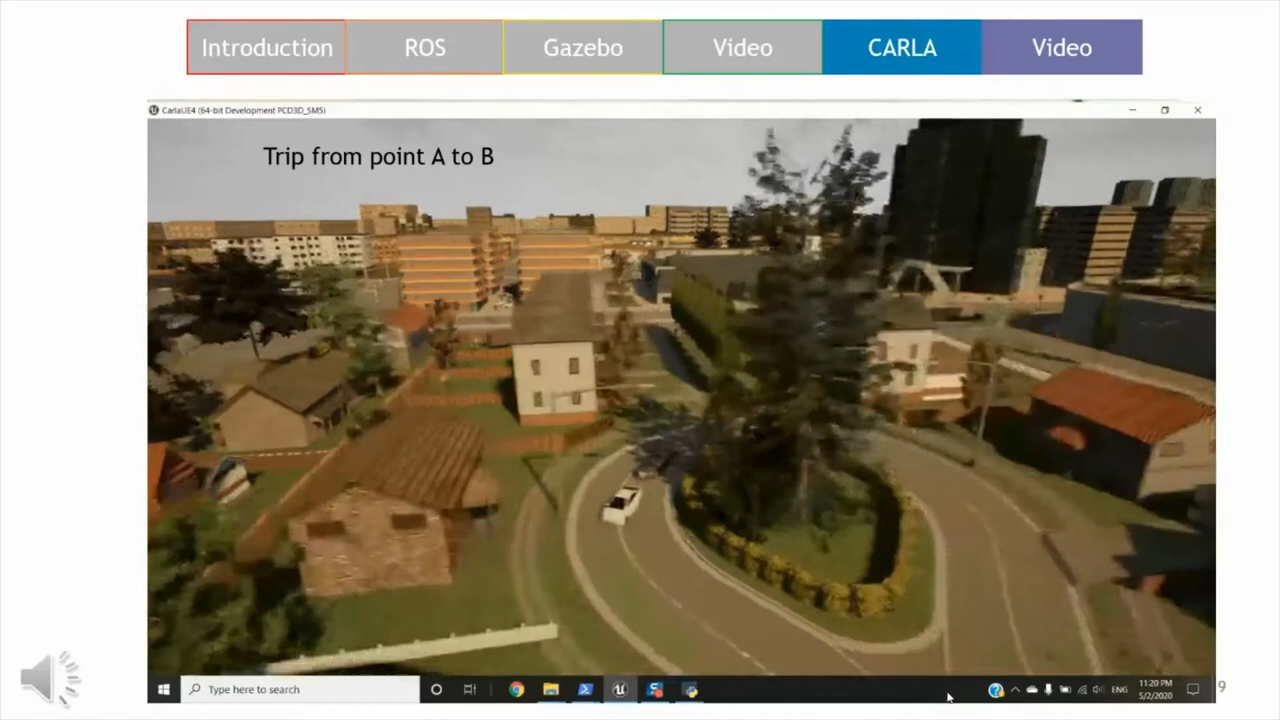 Introduction
ROS
Gazebo
Video
CARLA
Video
CarlaUE4 (64-bit Development PCD3D_SM5)
Trip from point A to B
Type here to search
ENG
11:20 PM
5/2/2020
9